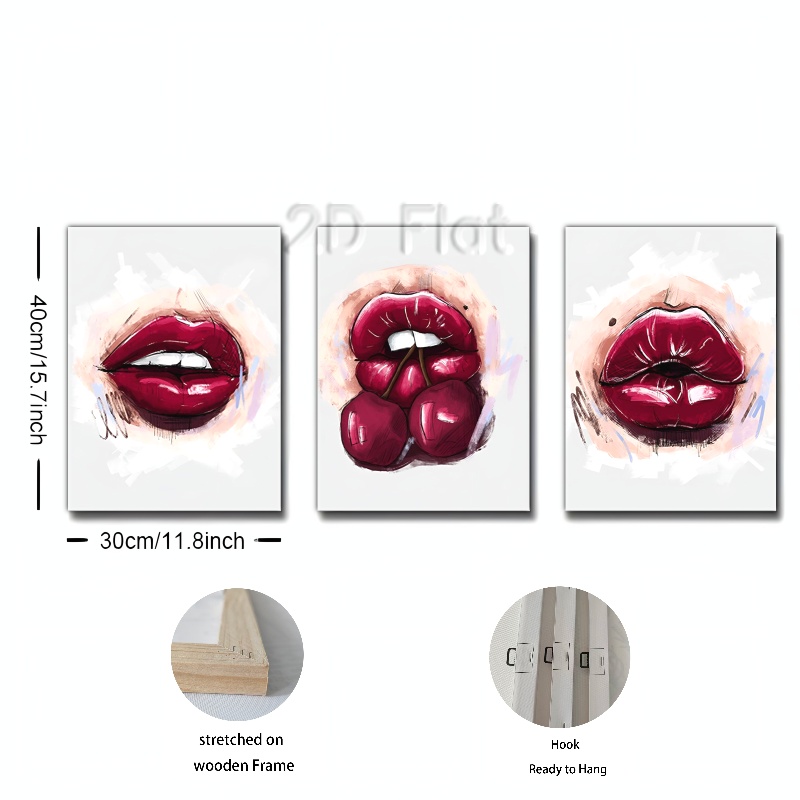 2D Flat
40cm/15.7inch
30cm/11.8inch
stretched on
wooden Frame
Hook
Ready to Hang